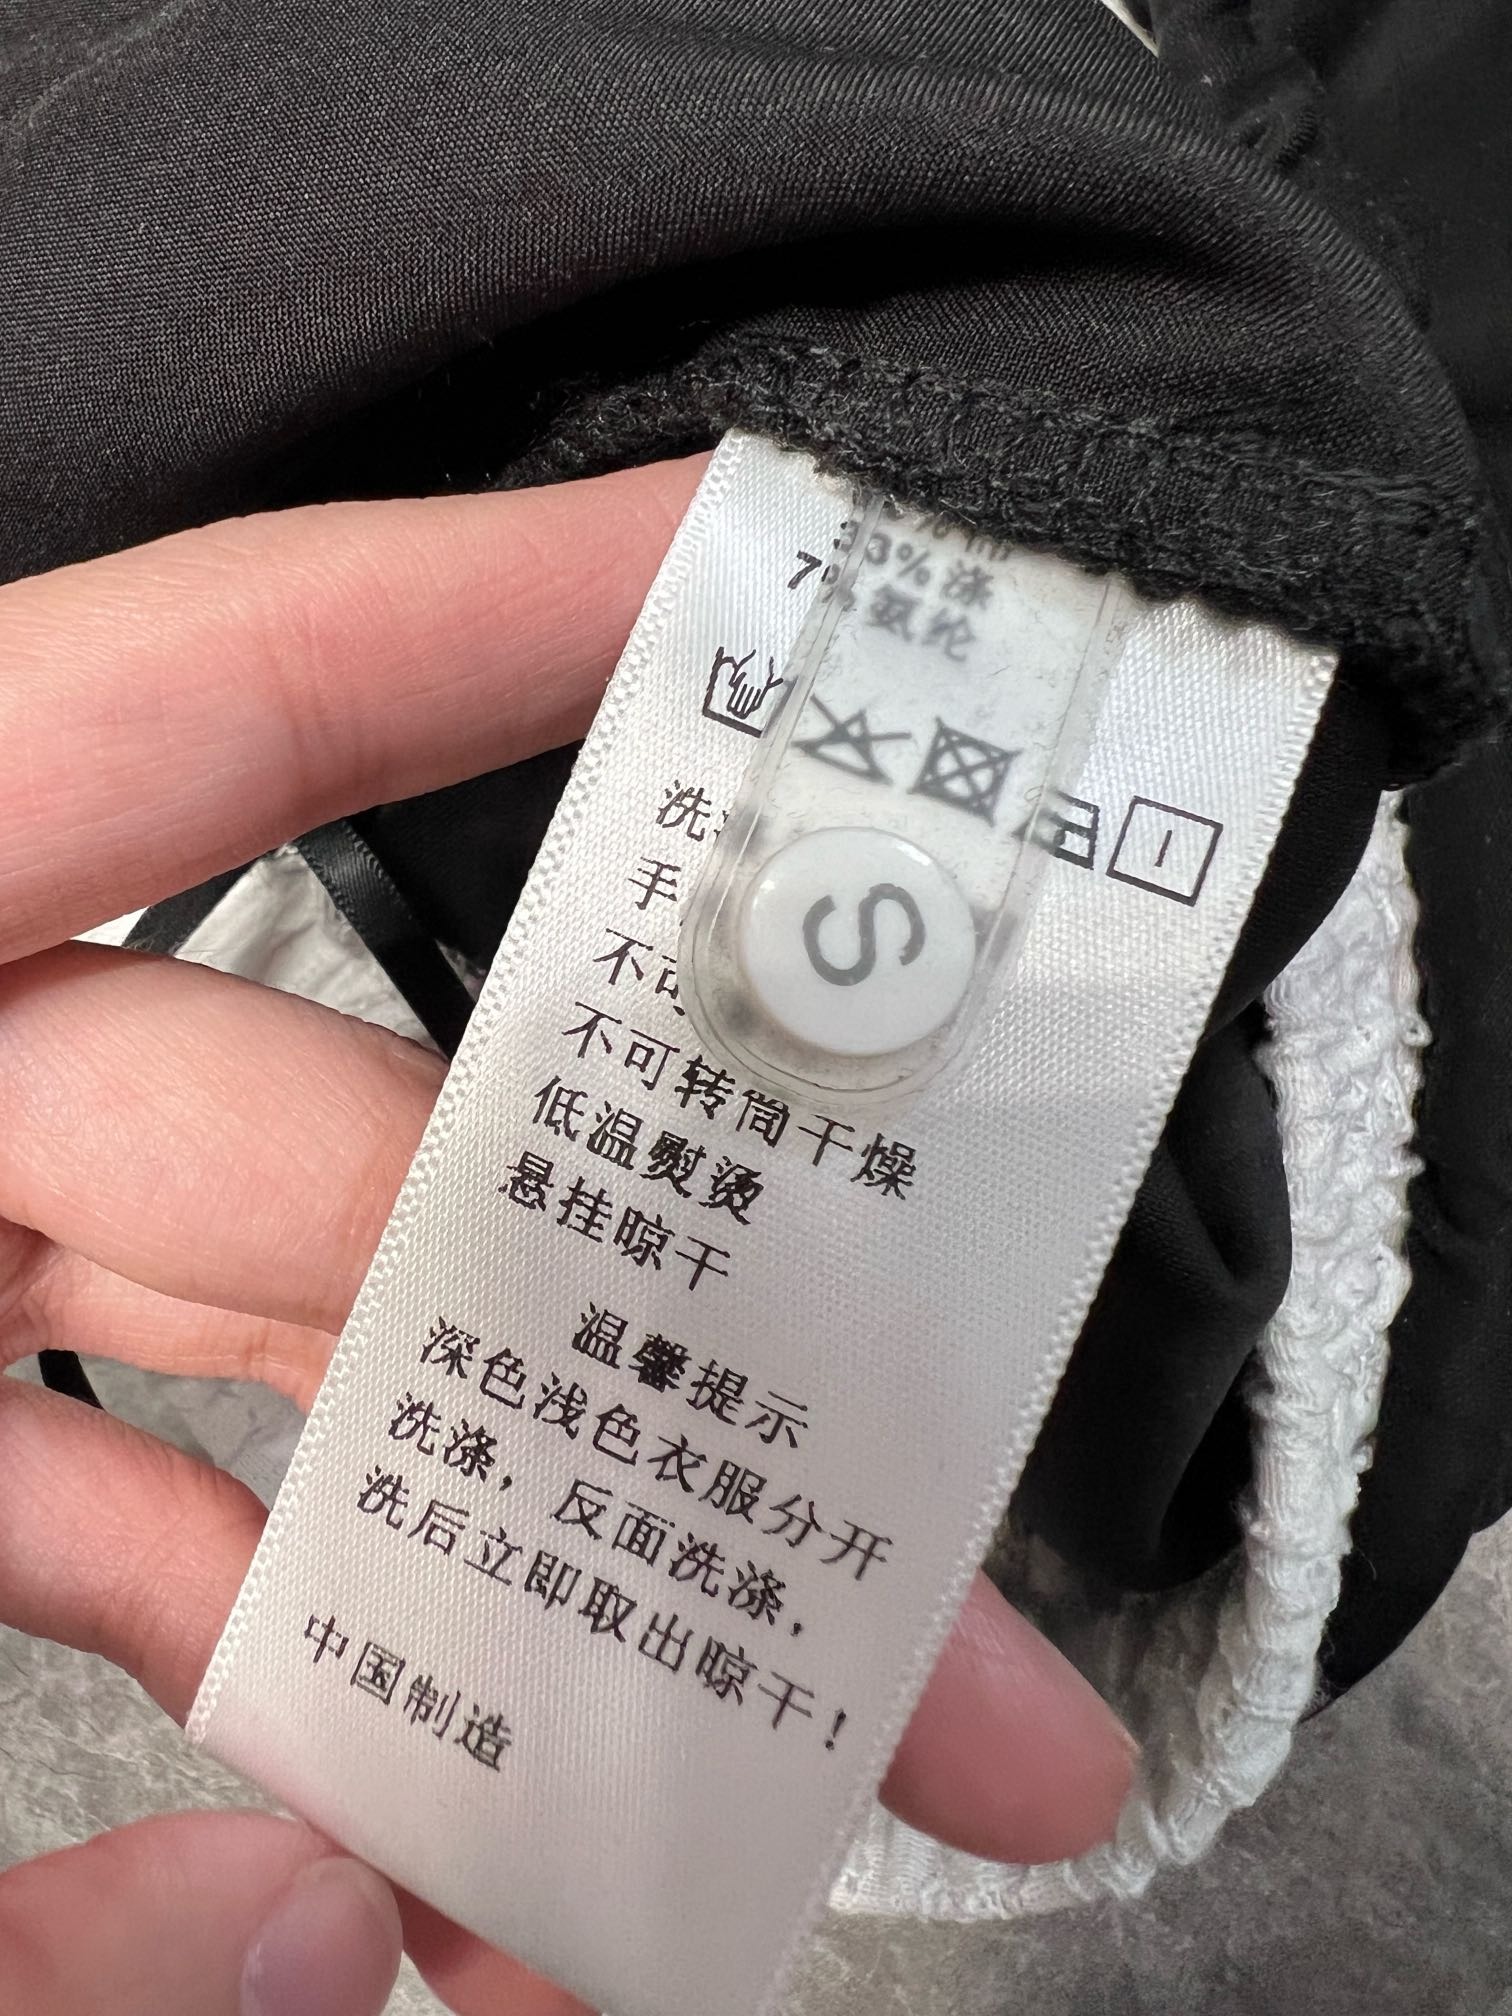 33%涤
7%氨纶
S
洗
手
不可
不可转筒干燥
低温熨烫
悬挂晾干
温馨提示
深色浅色衣服分开
洗涤，反面洗涤，
洗后立即取出晾干！
中国制造